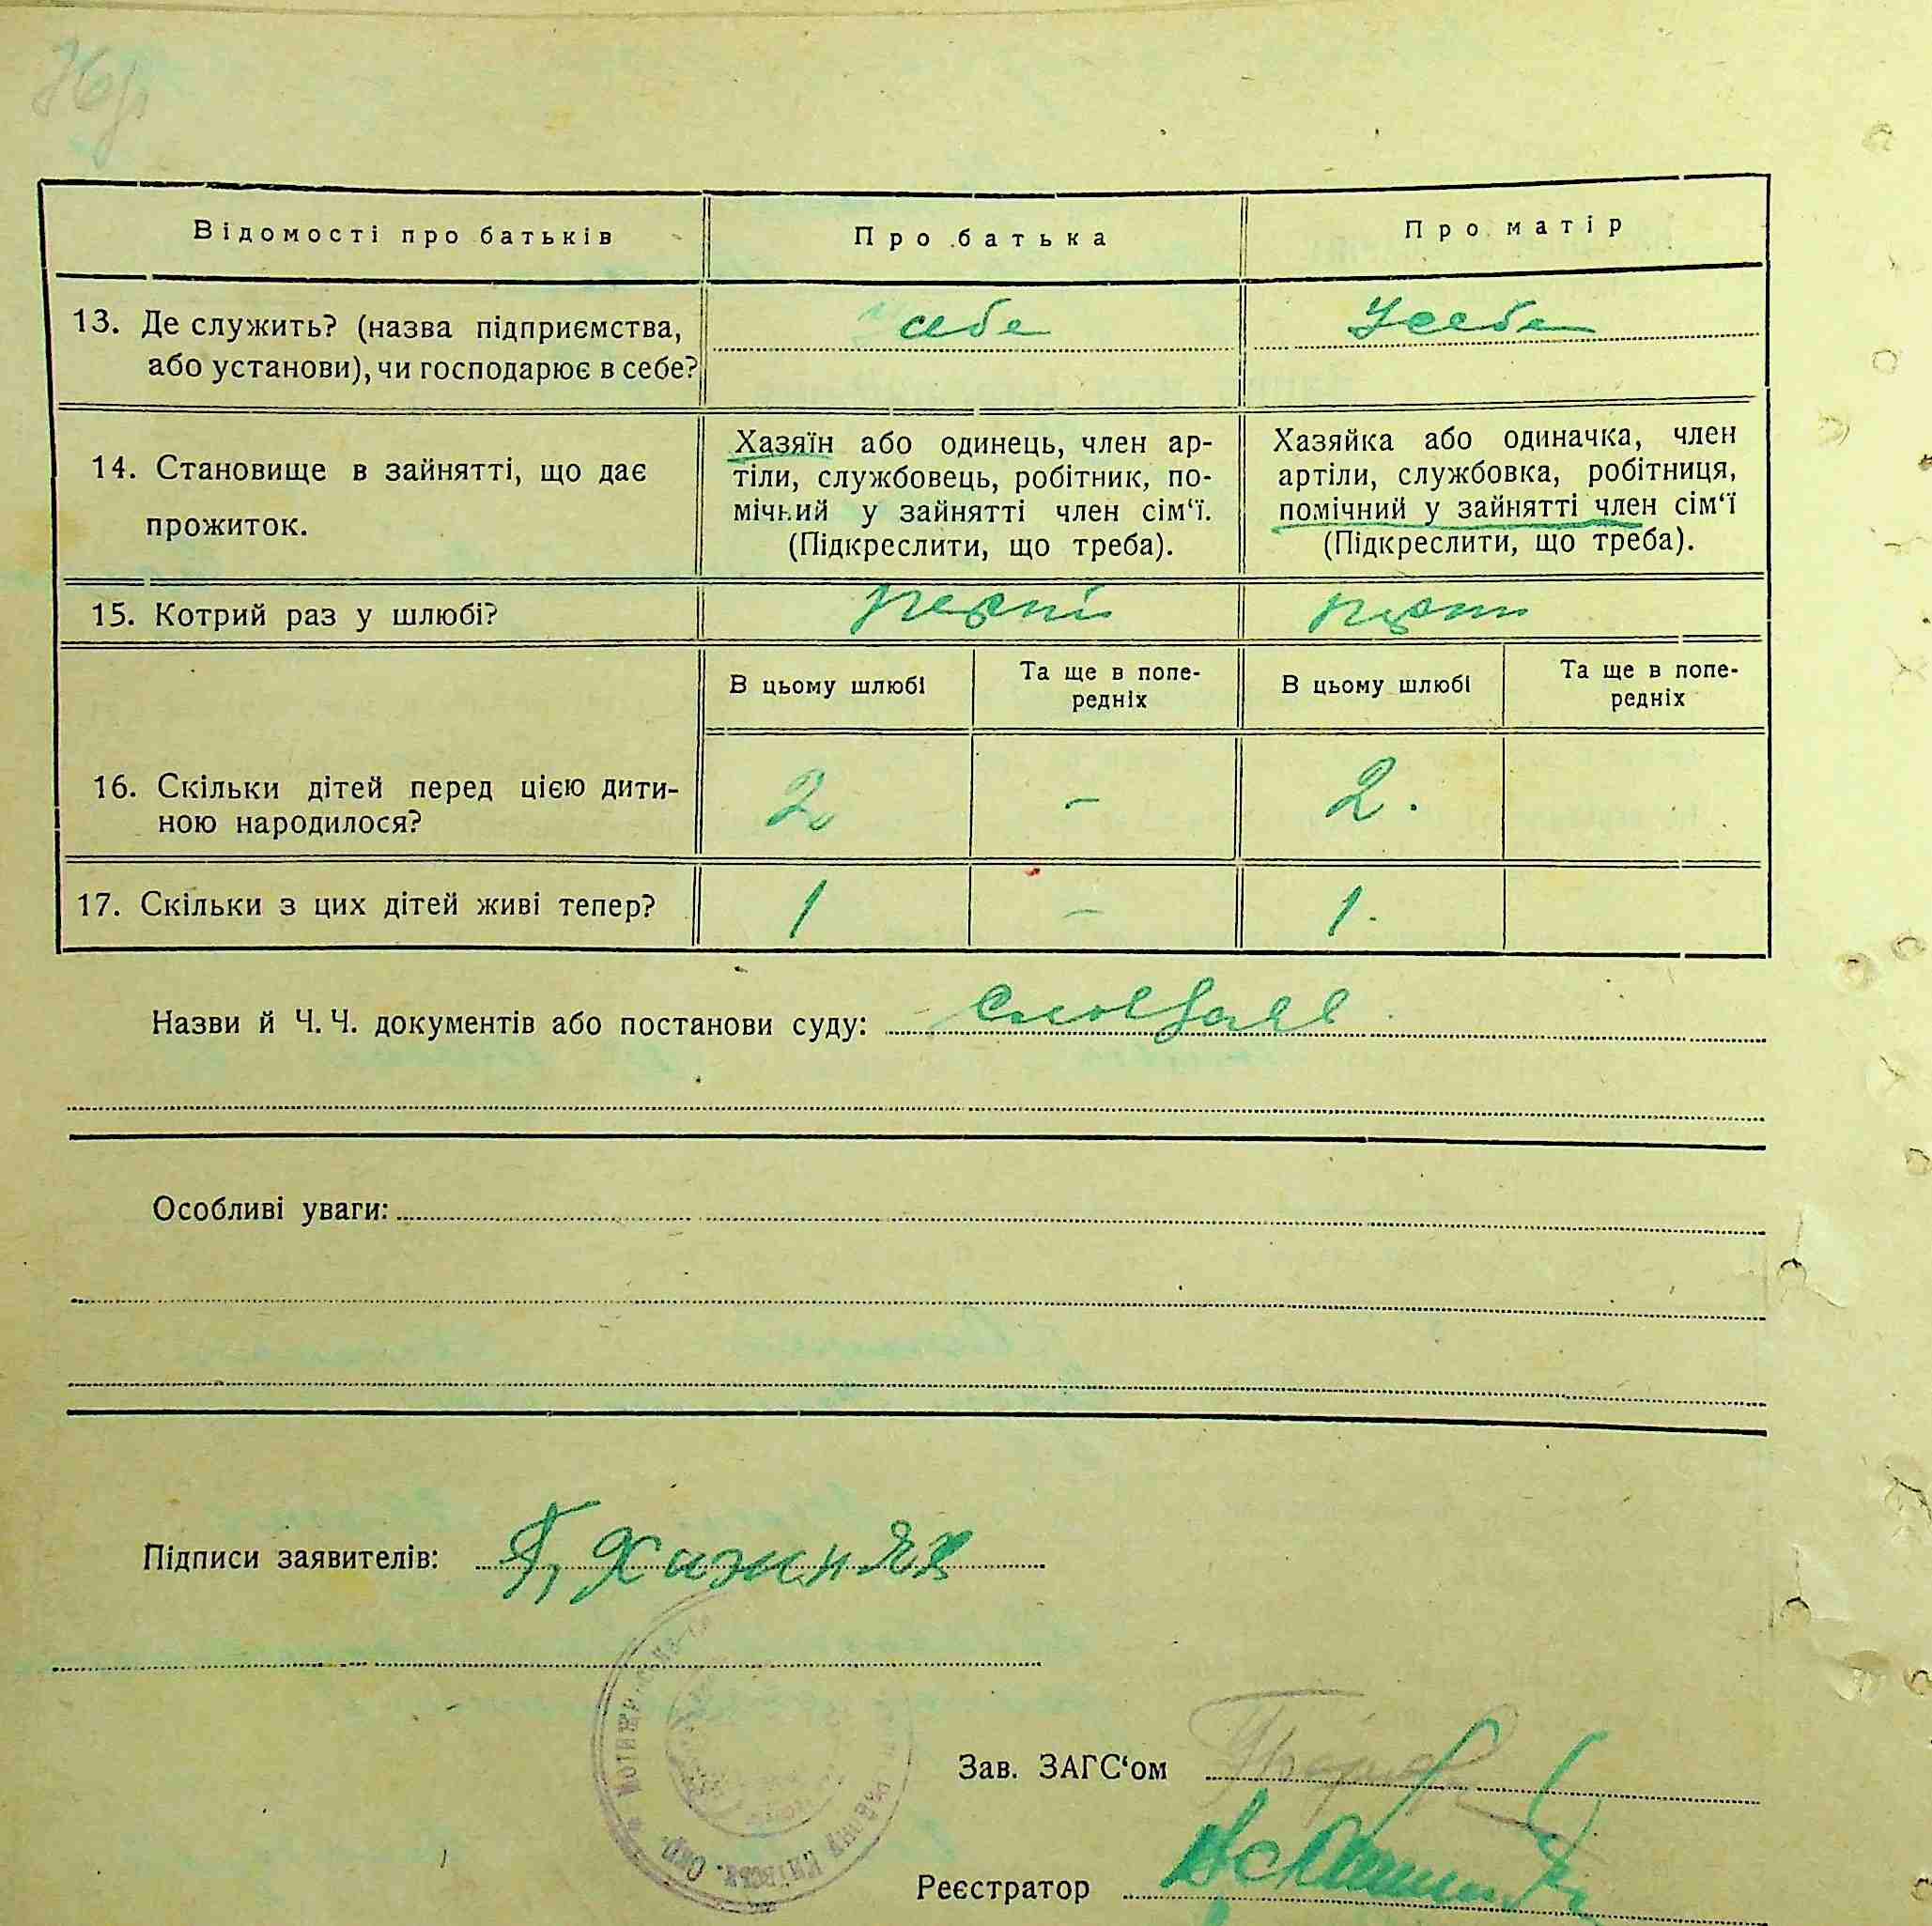 Відомості про батьків
Про батька
Про матір
13. Де служить? (назва підприємства, або установи), чи господарює в себе?
себе
У себе
14. Становище в зайнятті, що дає прожиток.
Хазяїн або одинець, член ар-
тіли, службовець, робітник, по-
мічний у зайнятті член сім‘ї.
(Підкреслити, що треба).
Хазяйка або одиначка, член
артіли, службовка, робітниця,
помічний у зайнятті член сім‘ї
(Підкреслити, що треба).
15. Котрий раз у шлюбі?
В цьому шлюбі
Та ще в попе-
редніх
В цьому шлюбі
Та ще в попе-
редніх
16. Скільки дітей перед цією дити-
ною народилося?
2
-
2.
17. Скільки з цих дітей живі тепер?
1
-
1.
Назви й Ч. Ч. документів або постанови суду:
Особливі уваги:
Підписи заявителів: Хижняк
Зав. ЗАГС‘ом
Реєстратор